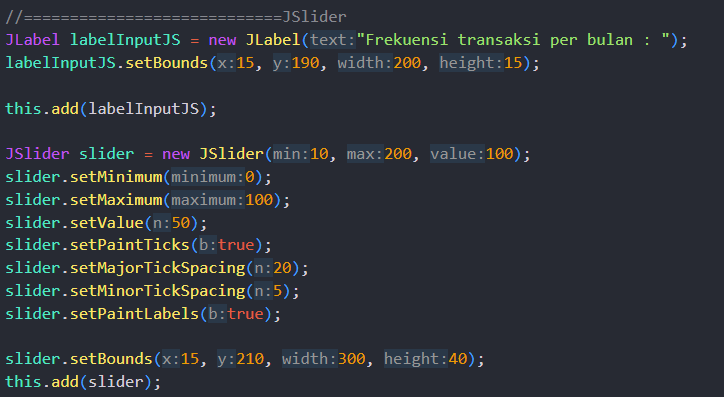 //============================JSlider
JLabel labelInputJS = new JLabel(text:"Frekuensi transaksi per bulan : ");
labelInputJS.setBounds(x:15, y:190, width:200, height:15);
this.add(labelInputJS);
JSlider slider = new JSlider(min:10, max:200, value:100);
slider.setMinimum(minimum:0);
slider.setMaximum(maximum:100);
slider.setValue(n:50);
slider.setPaintTicks(b:true);
slider.setMajorTickSpacing(n:20);
slider.setMinorTickSpacing(n:5);
slider.setPaintLabels(b:true);
slider.setBounds(x:15, y:210, width:300, height:40);
this.add(slider);